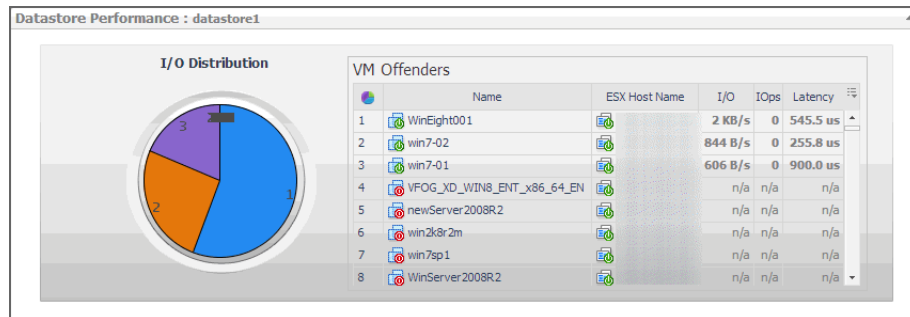 Datastore Performance : datastore1
I/O Distribution
3
2
1
VM Offenders
Name ESX Host Name I/O IOps Latency
1 WinEight001 2 KB/s 0 545.5 us
2 win7-02 844 B/s 0 255.8 us
3 win7-01 606 B/s 0 900.0 us
4 VFOG_XD_WIN8_ENT_x86_64_EN n/a n/a n/a
5 newServer2008R2 n/a n/a n/a
6 win2k8r2m n/a n/a n/a
7 win7sp1 n/a n/a n/a
8 WinServer2008R2 n/a n/a n/a